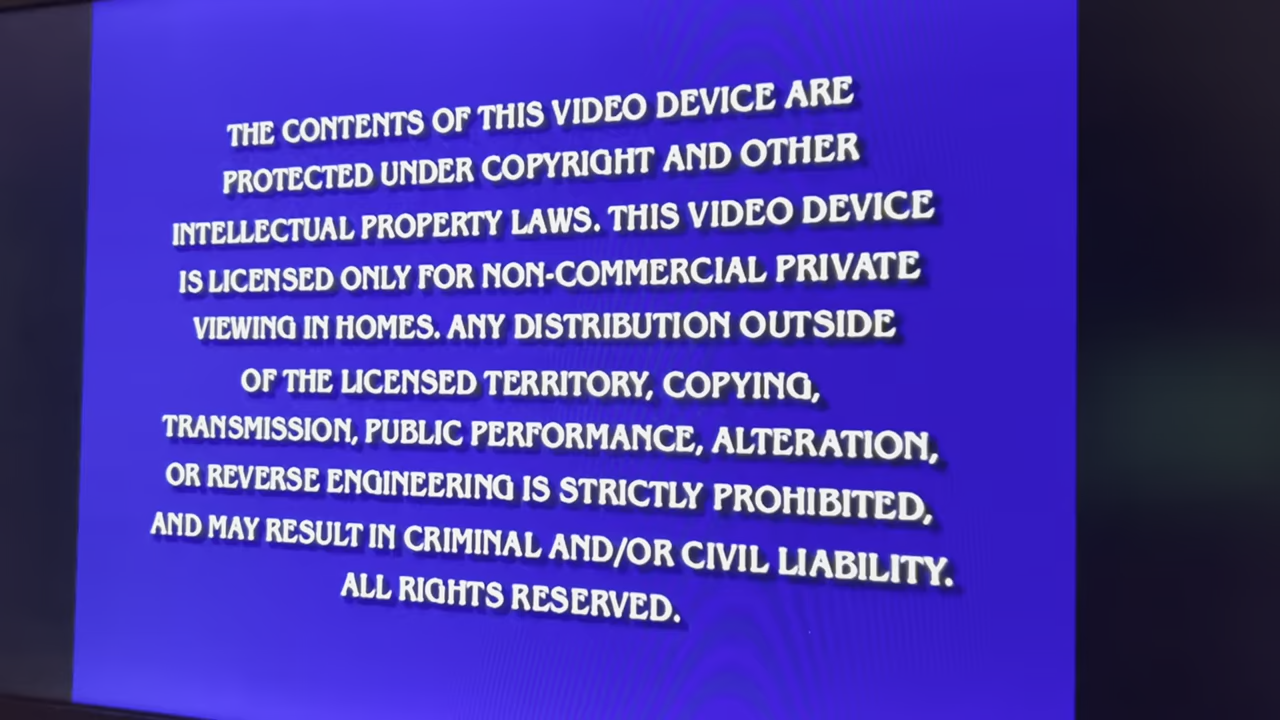 THE CONTENTS OF THIS VIDEO DEVICE ARE
PROTECTED UNDER COPYRIGHT AND OTHER
INTELLECTUAL PROPERTY LAWS. THIS VIDEO DEVICE
IS LICENSED ONLY FOR NON-COMMERCIAL PRIVATE
VIEWING IN HOMES. ANY DISTRIBUTION OUTSIDE
OF THE LICENSED TERRITORY, COPYING,
TRANSMISSION, PUBLIC PERFORMANCE, ALTERATION,
OR REVERSE ENGINEERING IS STRICTLY PROHIBITED,
AND MAY RESULT IN CRIMINAL AND/OR CIVIL LIABILITY.
ALL RIGHTS RESERVED.